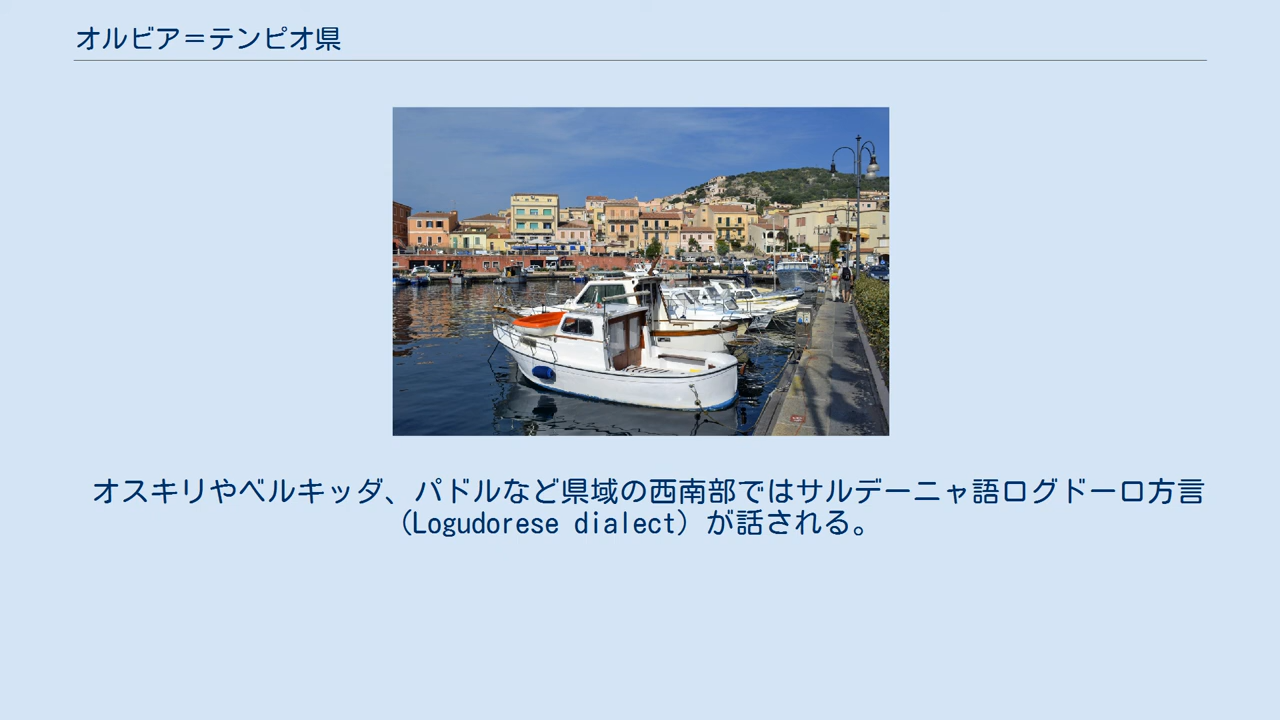 オルビア＝テンピオ県
オスキリやベルキッダ、パドルなど県域の西南部ではサルデーニャ語ログドーロ方言
(Logudorese dialect) が話される。